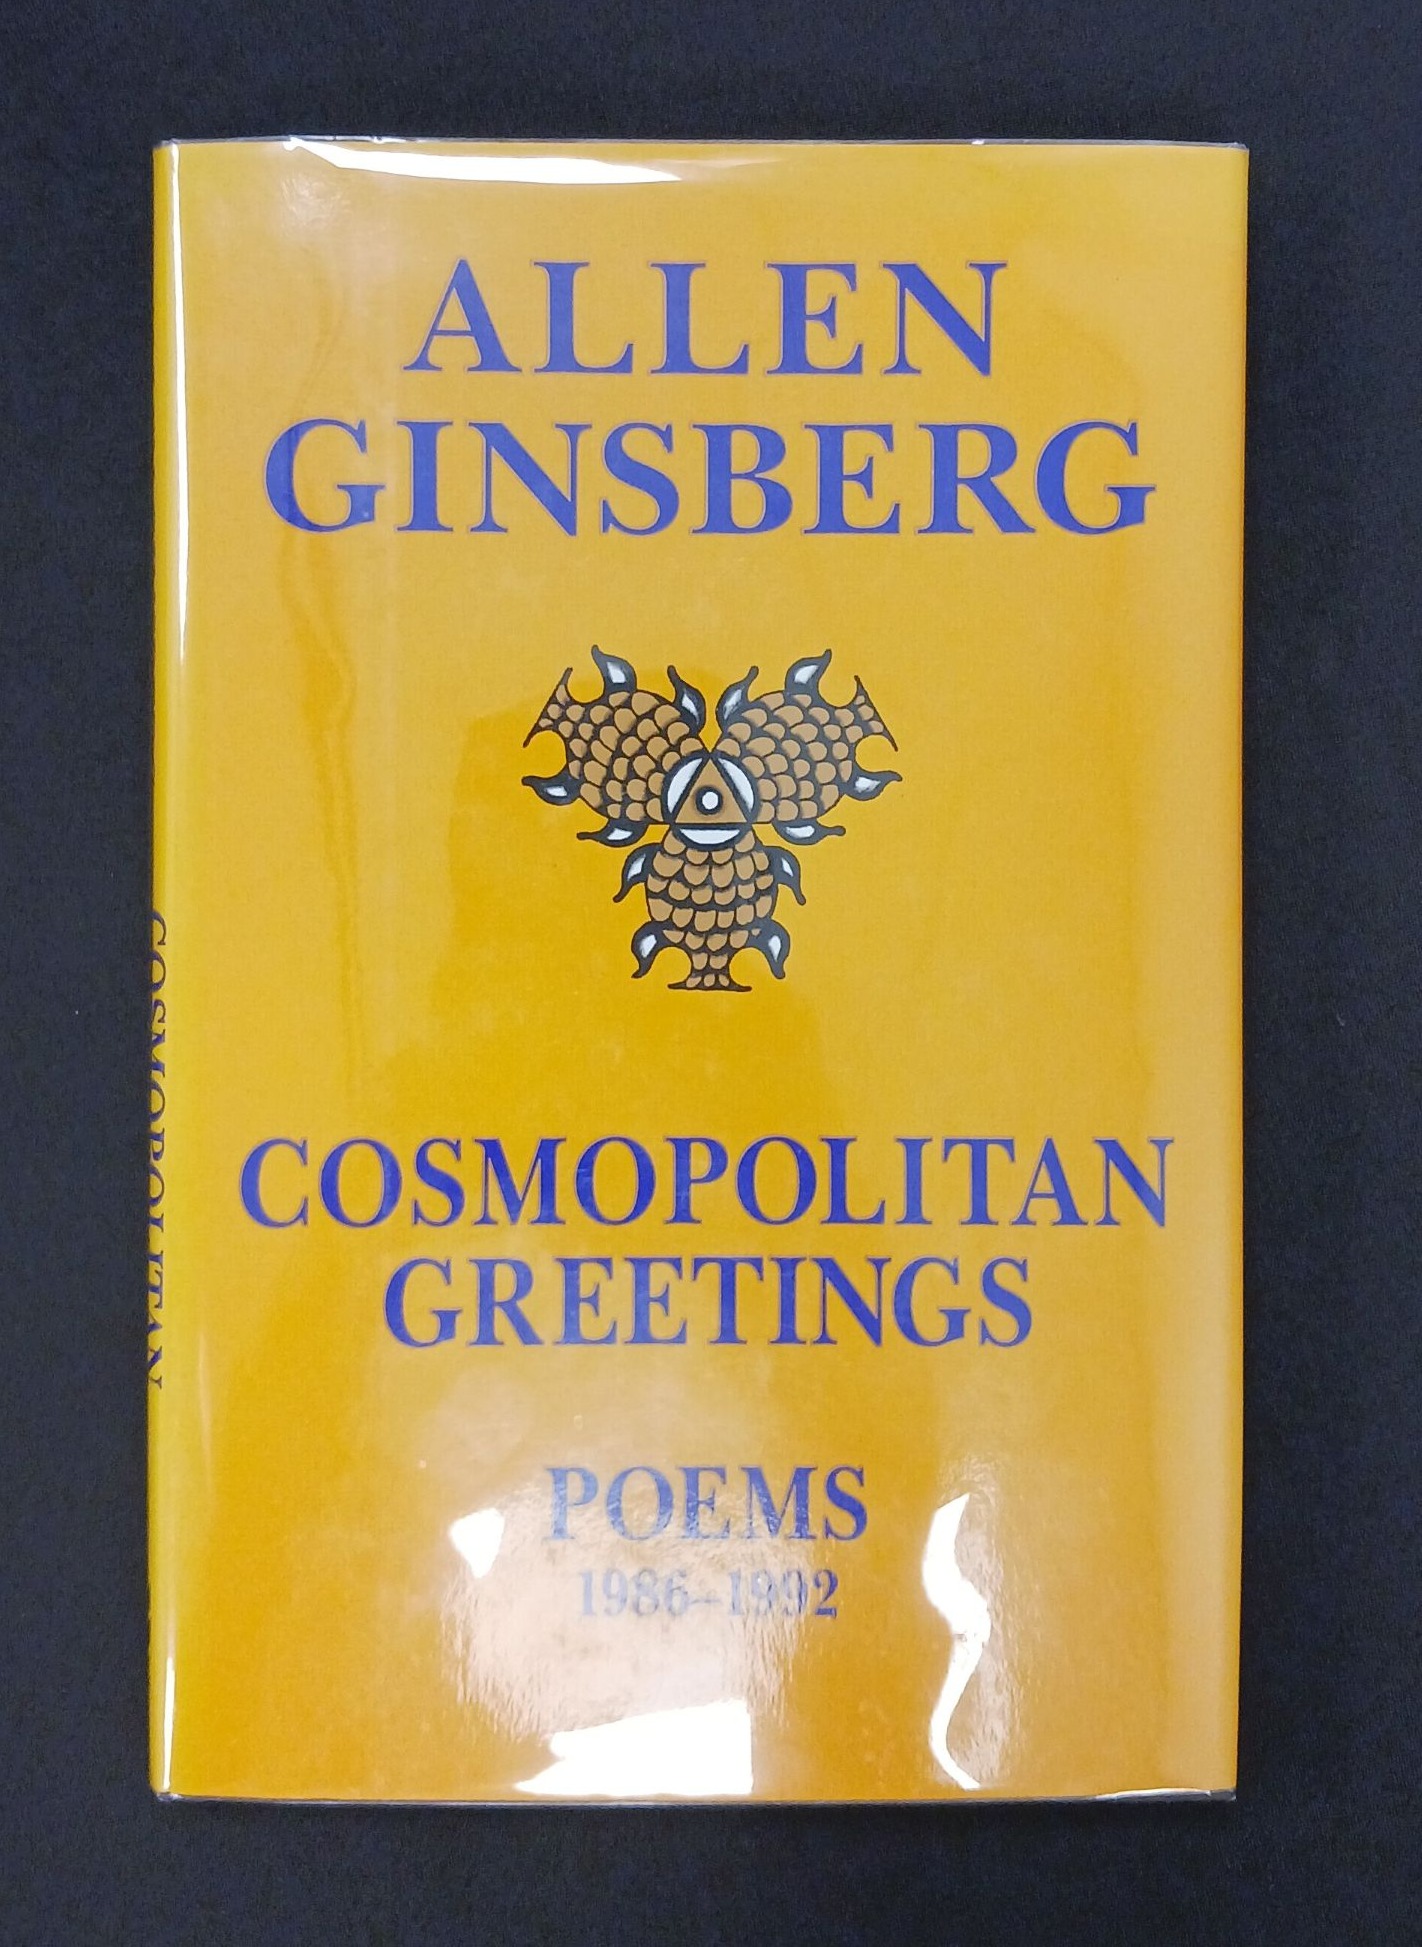 ALLEN
GINSBERG
COSMOPOLITAN
GREETINGS
POEMS
1986–1992
COSMOPOLITAN